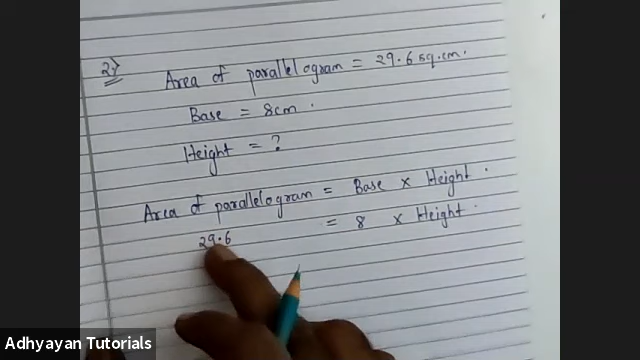 2) Area of parallelogram = 29.6 sq.cm.
Base = 8cm .
Height = ?
Area of parallelogram = Base × Height .
29.6 = 8 × Height .
Adhyayan Tutorials